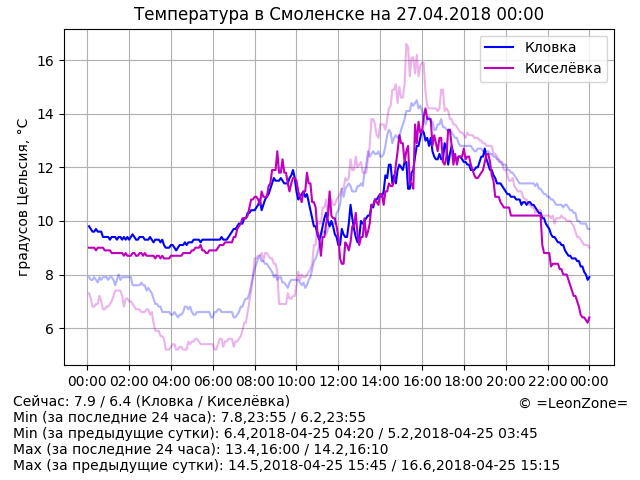 Температура в Смоленске на 27.04.2018 00:00
градусов Цельсия, °C
16
14
12
10
8
6
Кловка
Киселёвка
00:00 02:00 04:00 06:00 08:00 10:00 12:00 14:00 16:00 18:00 20:00 22:00 00:00
Сейчас: 7.9 / 6.4 (Кловка / Киселёвка)
© =LeonZone=
Min (за последние 24 часа): 7.8,23:55 / 6.2,23:55
Min (за предыдущие сутки): 6.4,2018-04-25 04:20 / 5.2,2018-04-25 03:45
Max (за последние 24 часа): 13.4,16:00 / 14.2,16:10
Max (за предыдущие сутки): 14.5,2018-04-25 15:45 / 16.6,2018-04-25 15:15